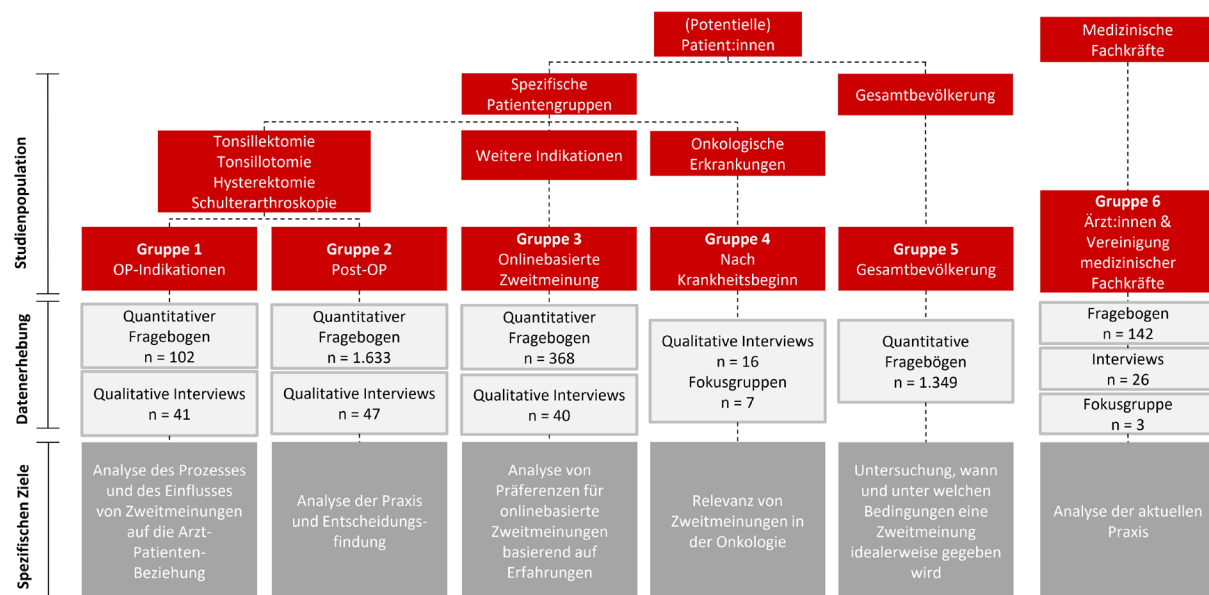 (Potentielle)
Patient:innen
Medizinische
Fachkräfte
Studienpopulation
Spezifische
Patientengruppen
Gesamtbevölkerung
Tonsillektomie
Tonsillotomie
Hysterektomie
Schulterarthroskopie
Weitere Indikationen
Onkologische
Erkrankungen
Gruppe 1
OP-Indikationen
Gruppe 2
Post-OP
Gruppe 3
Onlinebasierte
Zweitmeinung
Gruppe 4
Nach
Krankheitsbeginn
Gruppe 5
Gesamtbevölkerung
Gruppe 6
Ärzt:innen &
Vereinigung
medizinischer
Fachkräfte
Datenerhebung
Quantitativer
Fragebogen
n = 102
Qualitative Interviews
n = 41
Quantitativer
Fragebogen
n = 1.633
Qualitative Interviews
n = 47
Quantitativer
Fragebogen
n = 368
Qualitative Interviews
n = 40
Qualitative Interviews
n = 16
Fokusgruppen
n = 7
Quantitative
Fragebögen
n = 1.349
Fragebogen
n = 142
Interviews
n = 26
Fokusgruppe
n = 3
Spezifischen Ziele
Analyse des Prozesses
und des Einflusses
von Zweitmeinungen
auf die Arzt-
Patienten-
Beziehung
Analyse der Praxis
und Entscheidungs-
findung
Analyse von
Präferenzen für
onlinebasierte
Zweitmeinungen
basierend auf
Erfahrungen
Relevanz von
Zweitmeinungen in
der Onkologie
Untersuchung, wann
und unter welchen
Bedingungen eine
Zweitmeinung
idealerweise gegeben
wird
Analyse der aktuellen
Praxis